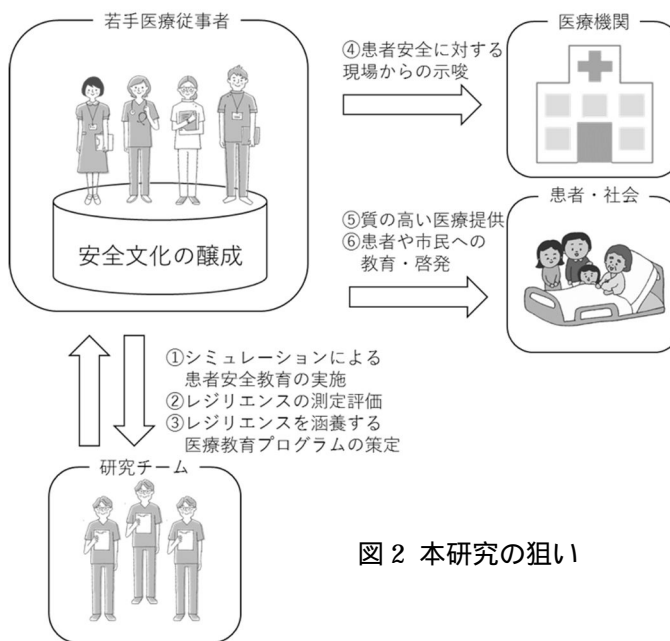 若手医療従事者
安全文化の醸成
④患者安全に対する
現場からの示唆
医療機関
⑤質の高い医療提供
⑥患者や市民への
教育・啓発
患者・社会
①シミュレーションによる
患者安全教育の実施
②レジリエンスの測定評価
③レジリエンスを涵養する
医療教育プログラムの策定
研究チーム
図2 本研究の狙い